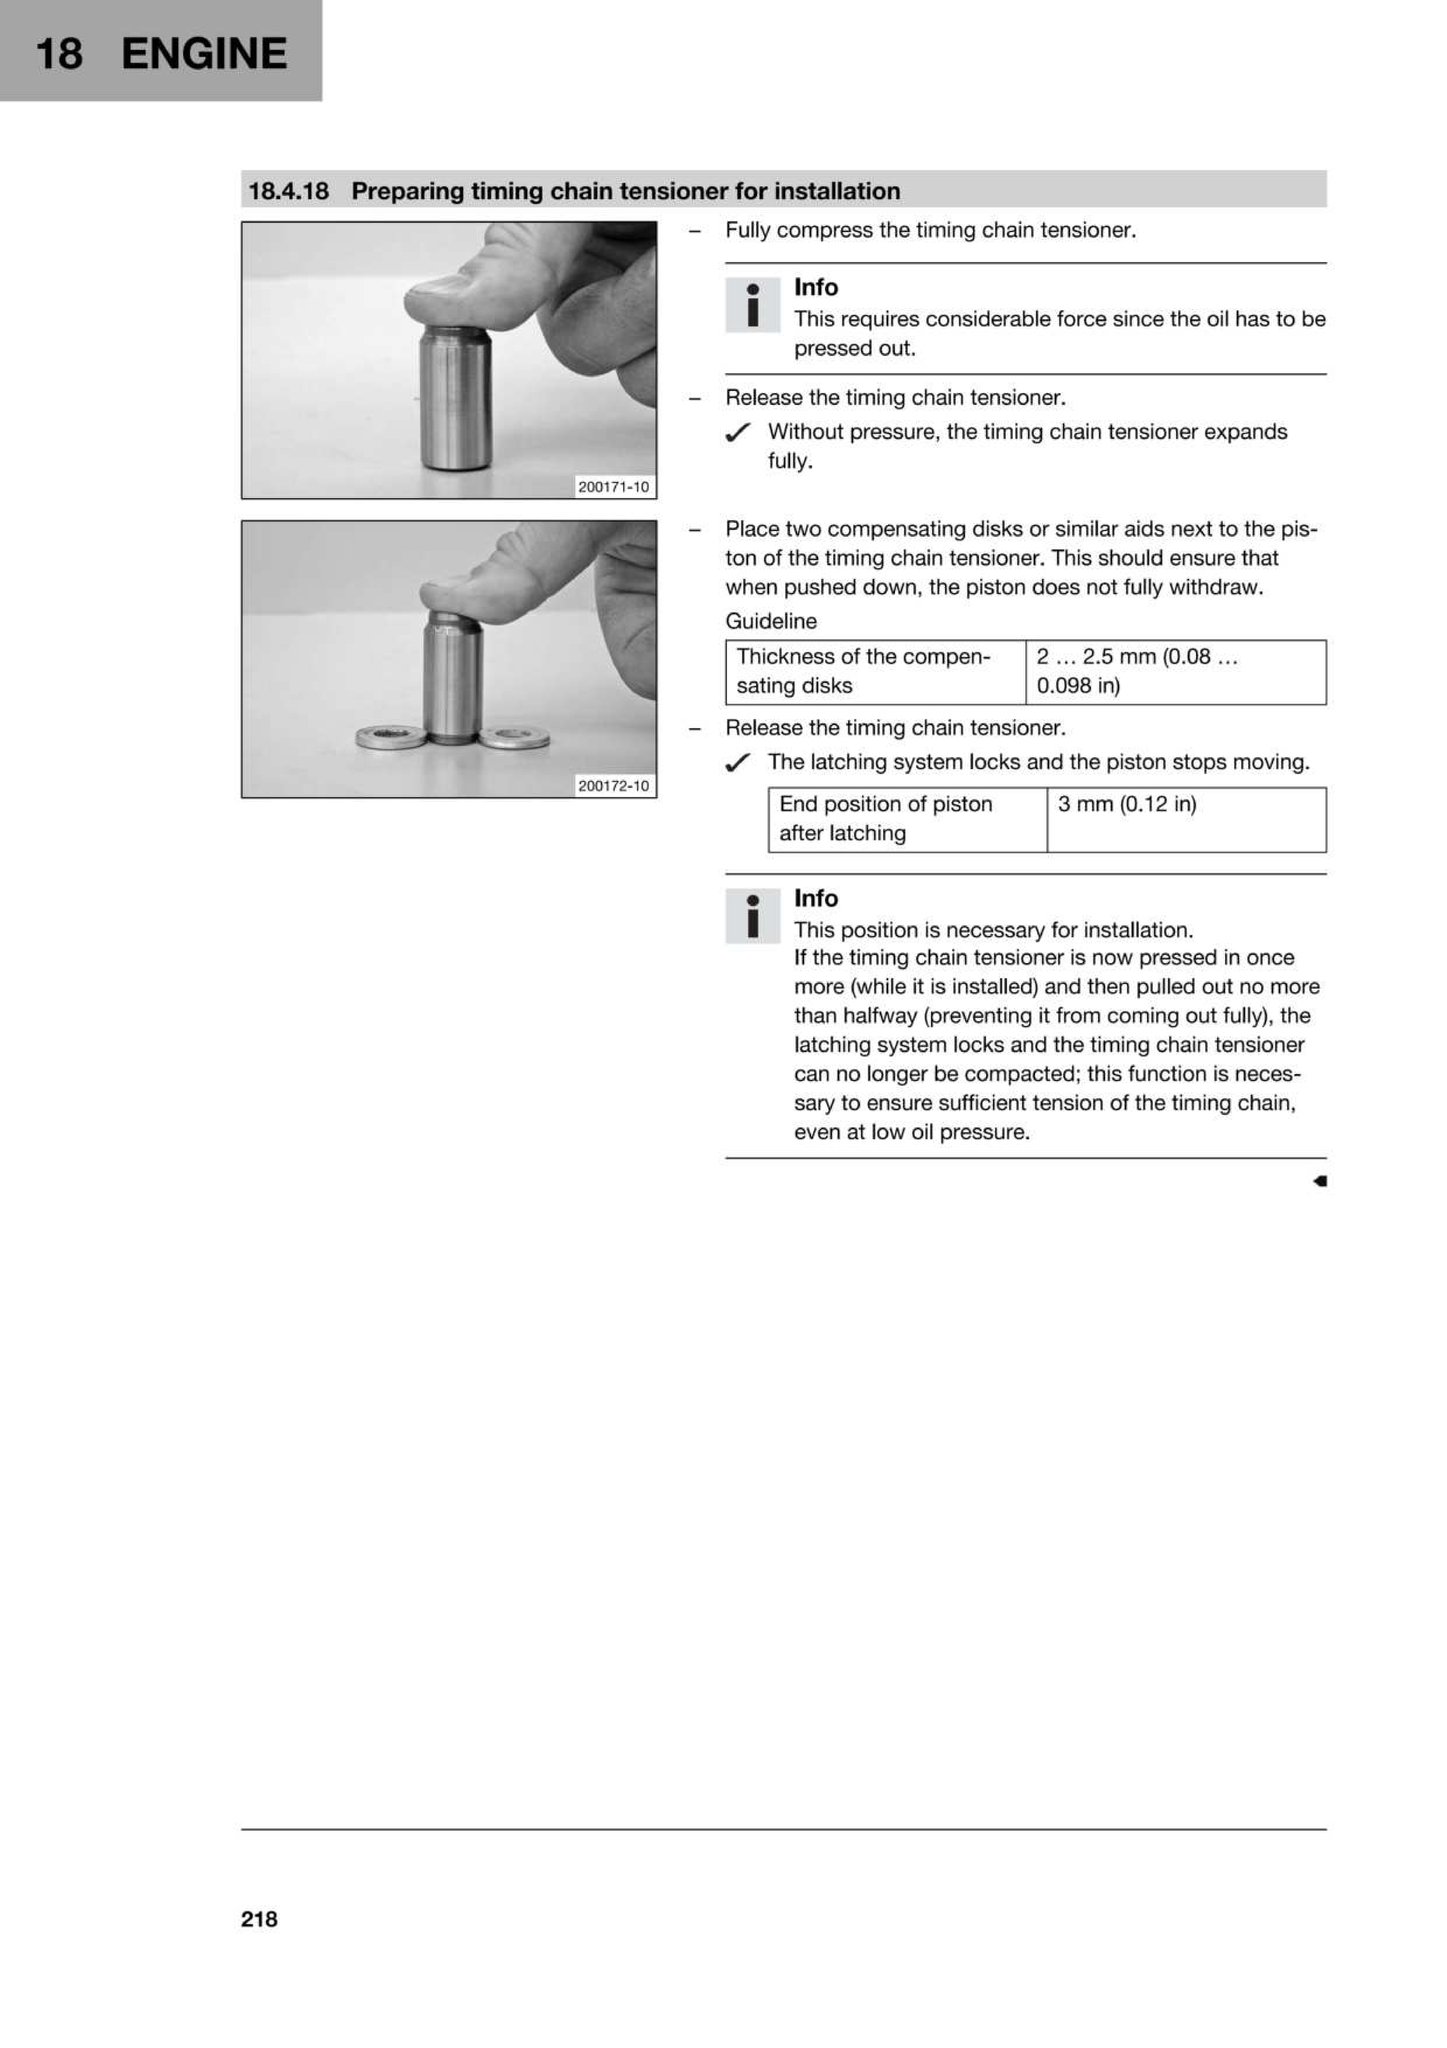 18 ENGINE
18.4.18 Preparing timing chain tensioner for installation
200171-10
– Fully compress the timing chain tensioner.
i Info
This requires considerable force since the oil has to be
pressed out.
– Release the timing chain tensioner.
✓ Without pressure, the timing chain tensioner expands
fully.
200172-10
– Place two compensating disks or similar aids next to the pis-
ton of the timing chain tensioner. This should ensure that
when pushed down, the piston does not fully withdraw.
Guideline
Thickness of the compen-
sating disks
2 … 2.5 mm (0.08 …
0.098 in)
– Release the timing chain tensioner.
✓ The latching system locks and the piston stops moving.
End position of piston
after latching
3 mm (0.12 in)
i Info
This position is necessary for installation.
If the timing chain tensioner is now pressed in once
more (while it is installed) and then pulled out no more
than halfway (preventing it from coming out fully), the
latching system locks and the timing chain tensioner
can no longer be compacted; this function is neces-
sary to ensure sufficient tension of the timing chain,
even at low oil pressure.
218